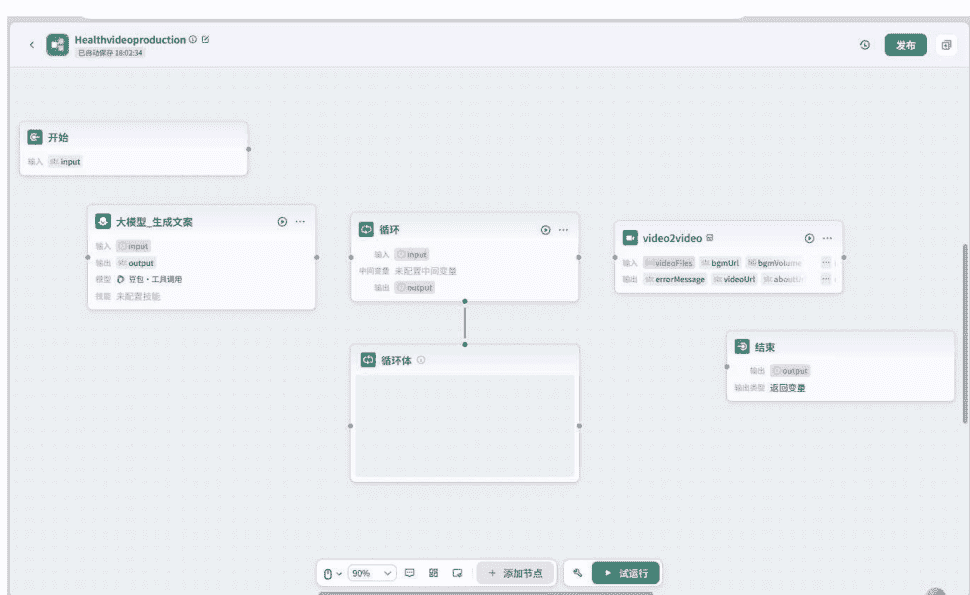 Healthvideoproduction
已自动保存 18:02:34
发布
开始
输入 str. input
大模型_生成文案
输入 input
输出 str. output
模型 豆包·工具调用
技能 未配置技能
循环
输入 input
中间变量 未配置中间变量
输出 output
循环体
video2video
输入 videoFiles str. bgmUrl bgmVolume
输出 str. errorMessage str. videoUrl str.
结束
输出 output
输出类型 返回变量
90%
添加节点
试运行